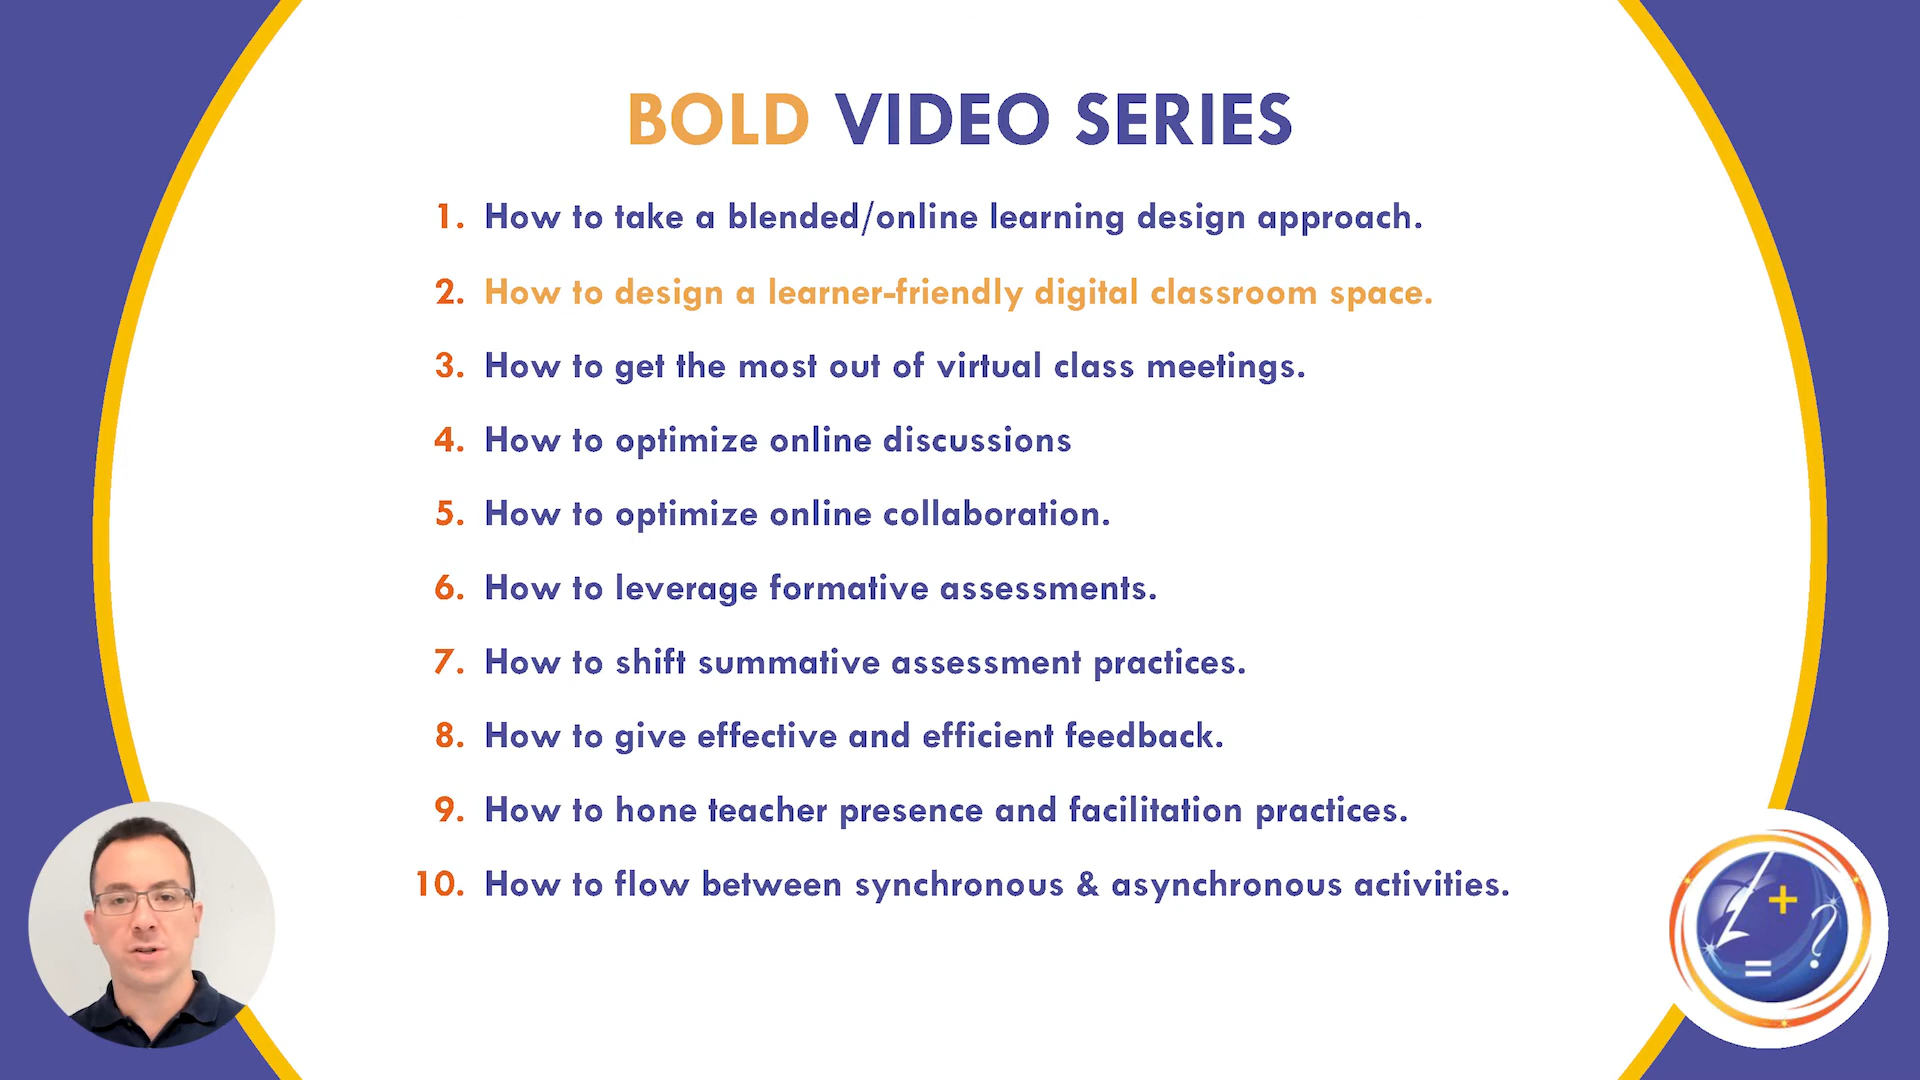 BOLD VIDEO SERIES
1. How to take a blended/online learning design approach.
2. How to design a learner-friendly digital classroom space.
3. How to get the most out of virtual class meetings.
4. How to optimize online discussions
5. How to optimize online collaboration.
6. How to leverage formative assessments.
7. How to shift summative assessment practices.
8. How to give effective and efficient feedback.
9. How to hone teacher presence and facilitation practices.
10. How to flow between synchronous & asynchronous activities.
+
= ?